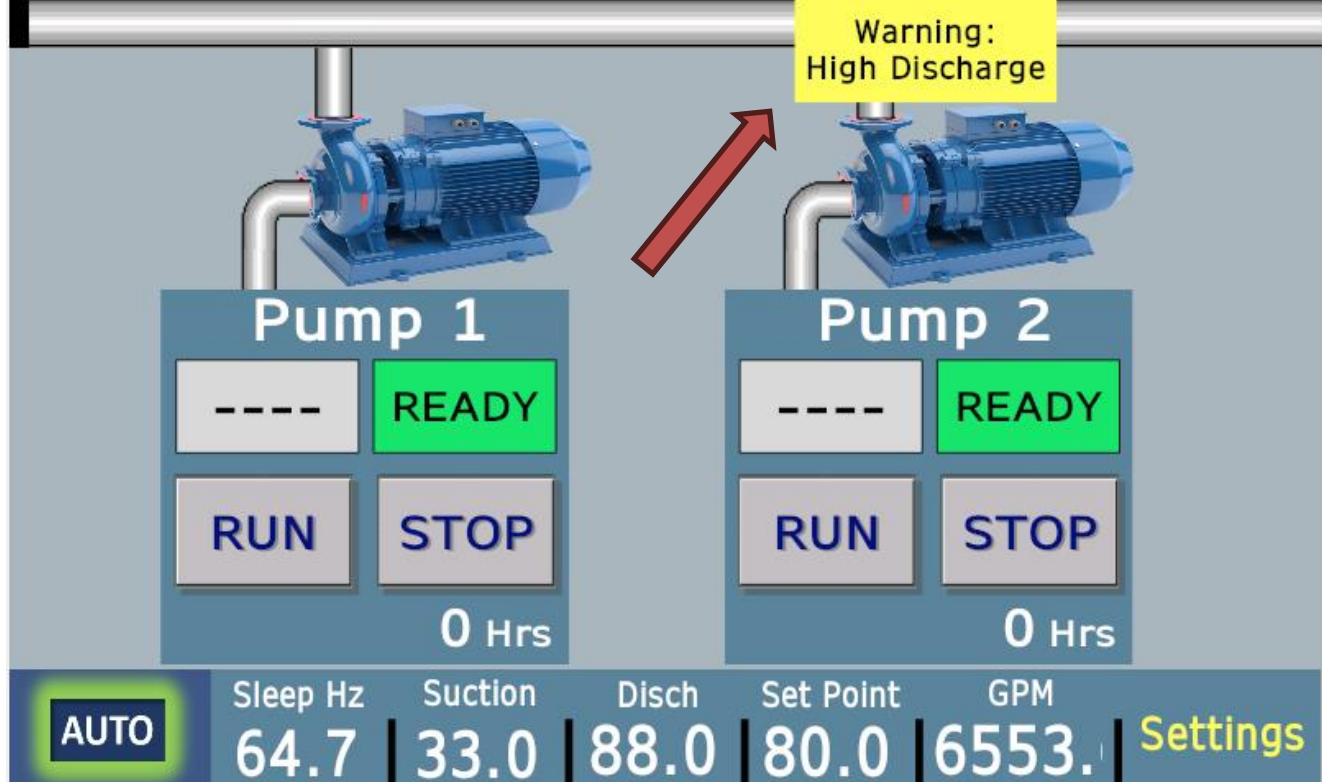 Warning:
High Discharge
Pump 1
Pump 2
---- READY
---- READY
RUN STOP
RUN STOP
0 Hrs
0 Hrs
AUTO
Sleep Hz
64.7
Suction
33.0
Disch
88.0
Set Point
80.0
GPM
6553.
Settings